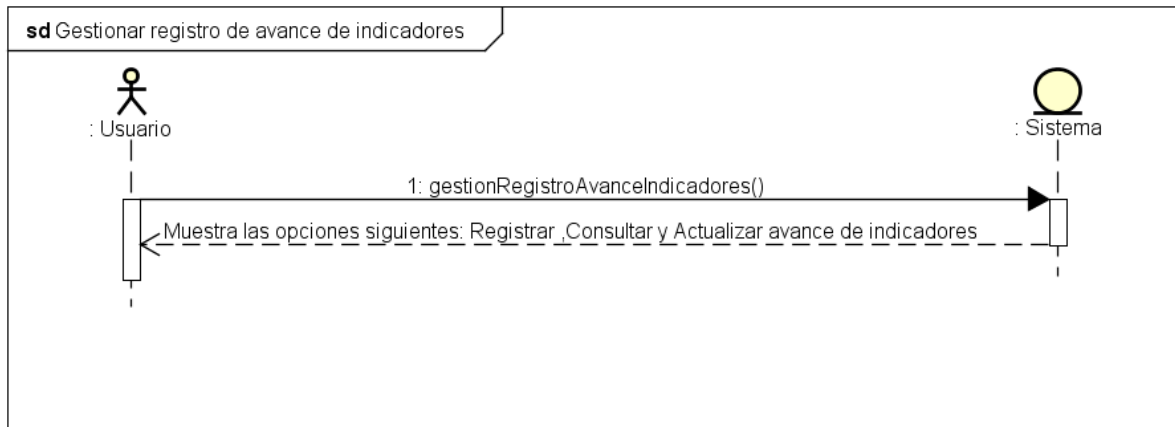 sd Gestionar registro de avance de indicadores
: Usuario
: Sistema
1: gestionRegistroAvanceIndicadores()
Muestra las opciones siguientes: Registrar ,Consultar y Actualizar avance de indicadores